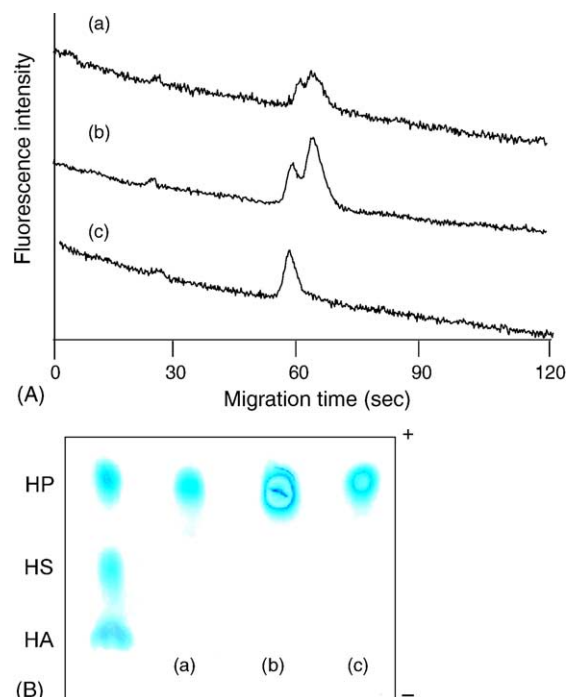 (a)
(b)
(c)
Fluorescence intensity
0 30 60 90 120
Migration time (sec)
(A)
+
HP
HS
HA
(a) (b) (c)
(B)
−